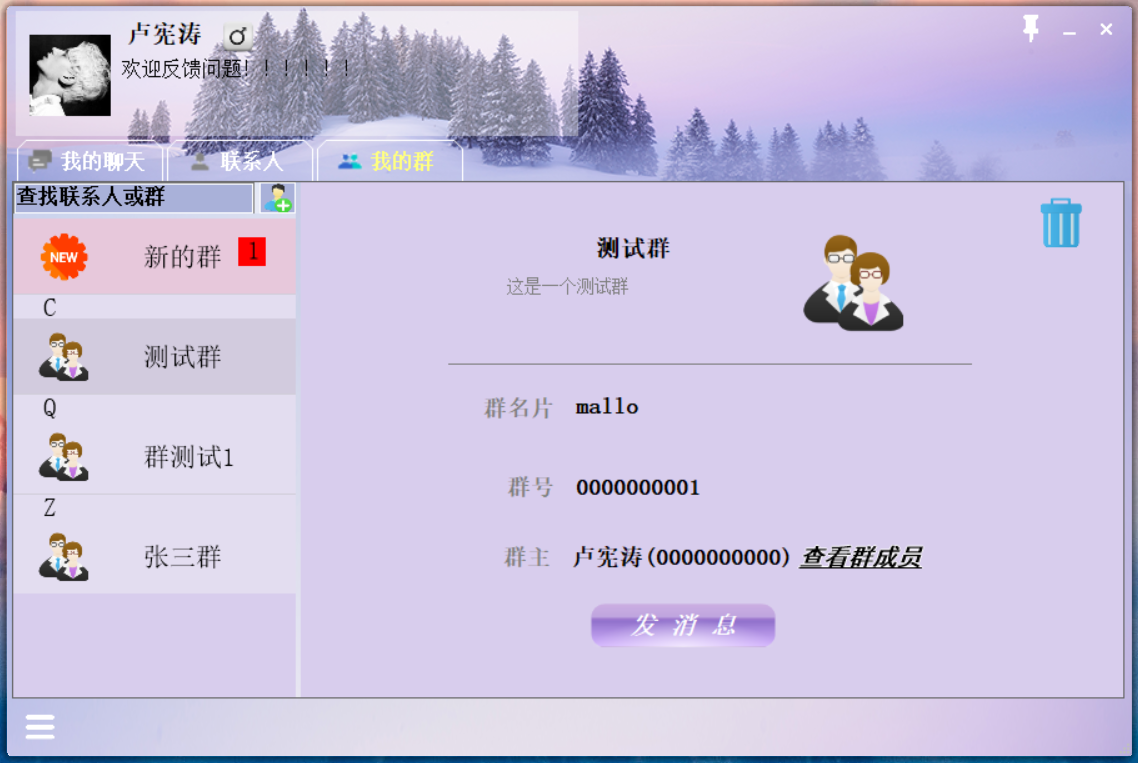 卢宪涛
欢迎反馈问题！！！！！！
我的聊天
联系人
我的群
查找联系人或群
NEW
新的群
1
C
测试群
Q
群测试1
Z
张三群
测试群
这是一个测试群
群名片 mallo
群号 0000000001
群主 卢宪涛(0000000000) 查看群成员
发 消 息